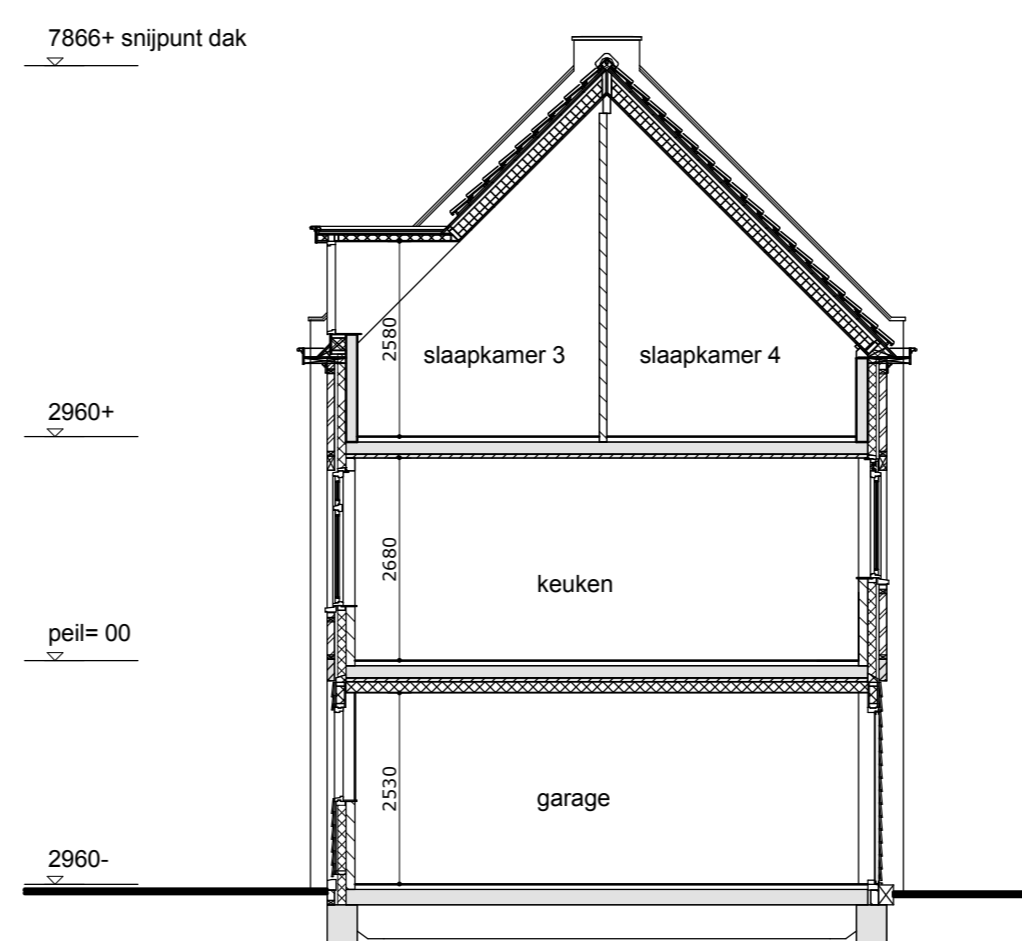 7866+ snijpunt dak
2580
slaapkamer 3
slaapkamer 4
2960+
2680
keuken
peil= 00
2530
garage
2960-